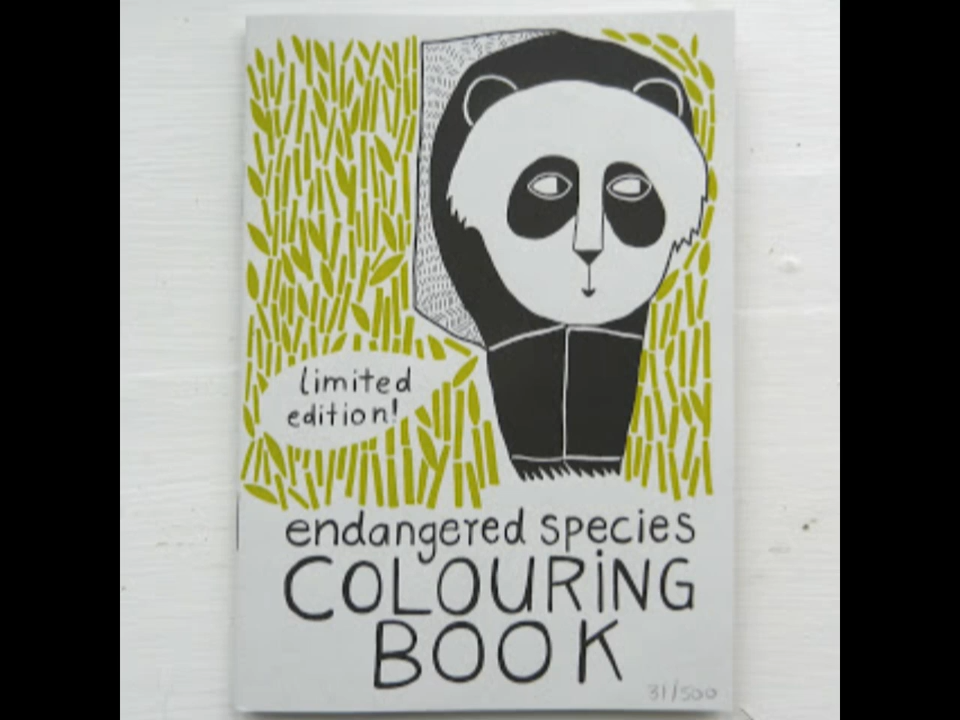 limited
edition!
endangered species
COLOURiNG
BOOK
31/500